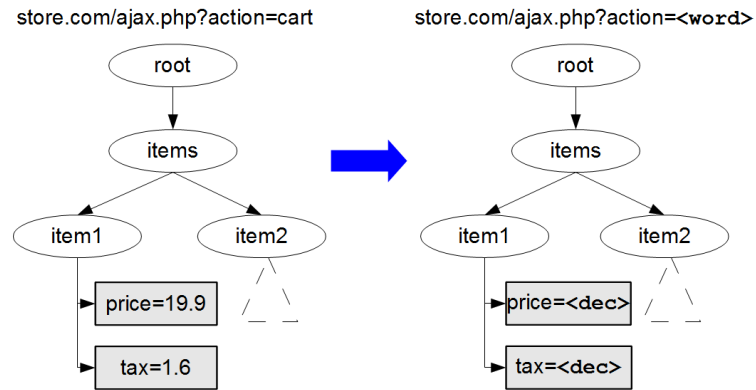 store.com/ajax.php?action=cart
root
items
item1
item2
price=19.9
tax=1.6
store.com/ajax.php?action=<word>
root
items
item1
item2
price=<dec>
tax=<dec>